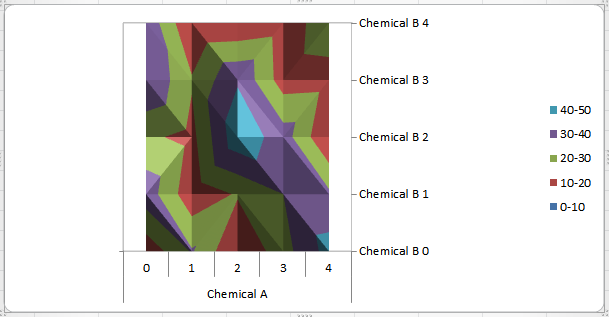 Chemical B 4
Chemical B 3
Chemical B 2
Chemical B 1
Chemical B 0
40-50
30-40
20-30
10-20
0-10
0 1 2 3 4
Chemical A